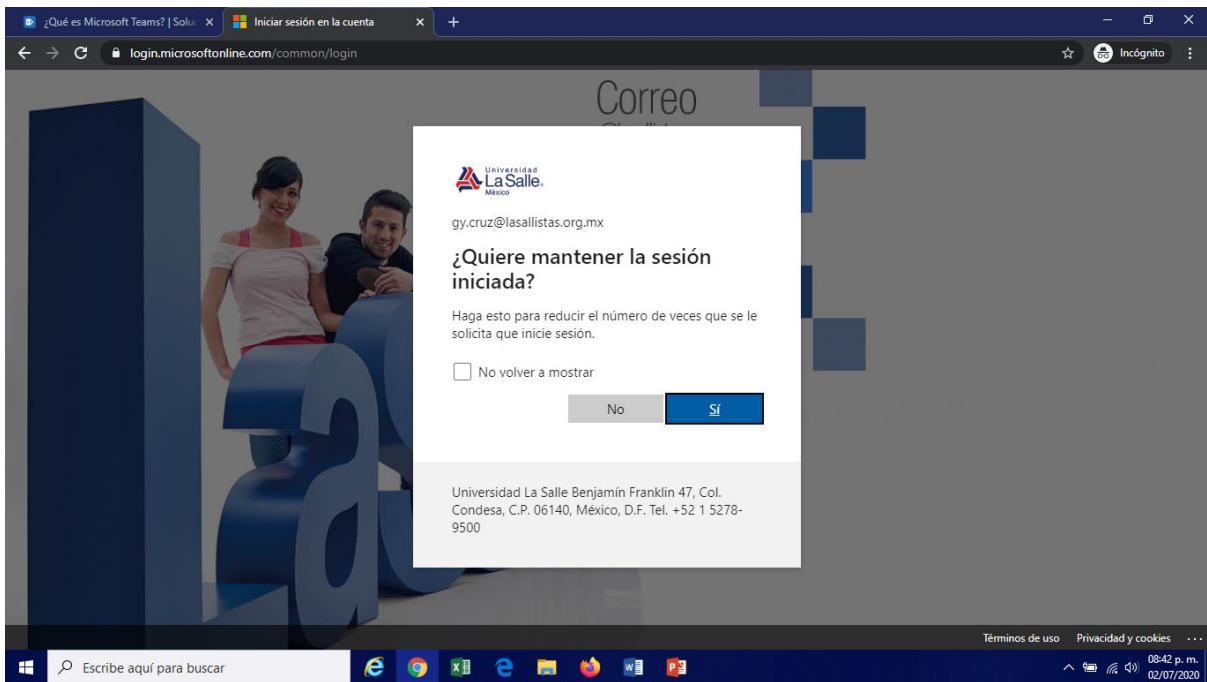 ¿Qué es Microsoft Teams? | Soluc
Iniciar sesión en la cuenta
login.microsoftonline.com/common/login
Incógnito
Correo
Universidad
La Salle®
México
gy.cruz@lasallistas.org.mx
¿Quiere mantener la sesión
iniciada?
Haga esto para reducir el número de veces que se le
solicita que inicie sesión.
No volver a mostrar
No
Sí
Universidad La Salle Benjamín Franklin 47, Col.
Condesa, C.P. 06140, México, D.F. Tel. +52 1 5278-
9500
Términos de uso
Privacidad y cookies
Escribe aquí para buscar
08:42 p. m.
02/07/2020